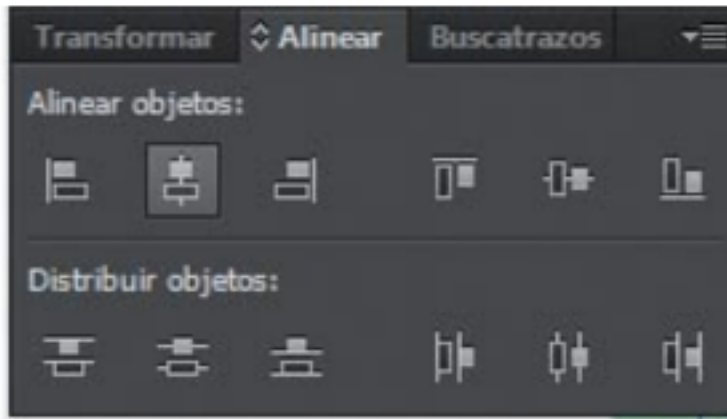 Transformar Alinear Buscatrazos
Alinear objetos:
Distribuir objetos: